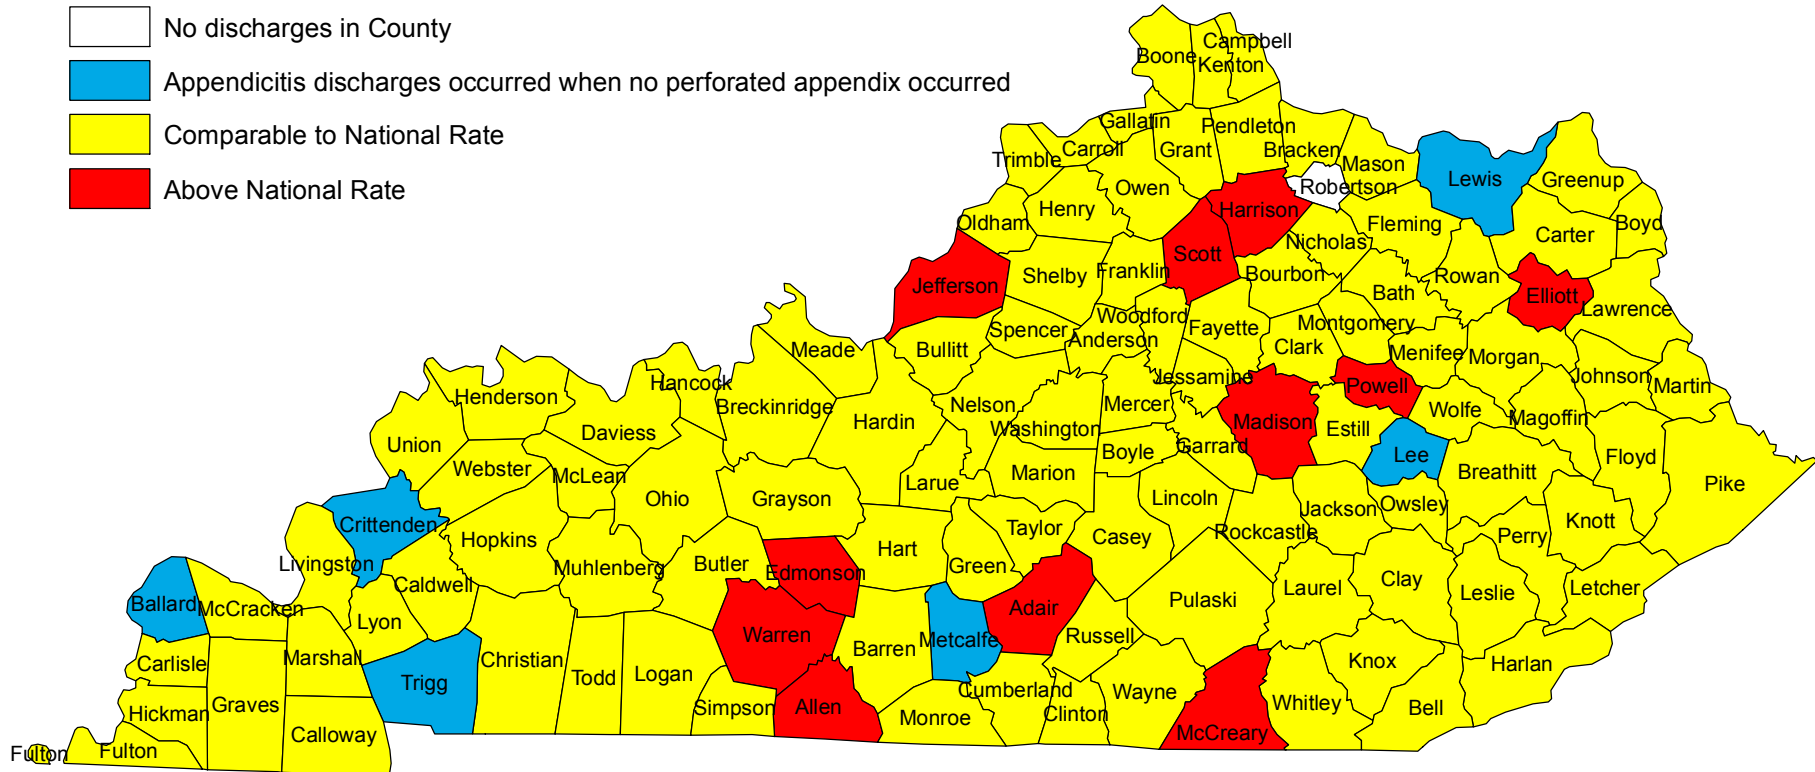 No discharges in County
Appendicitis discharges occurred when no perforated appendix occurred
Comparable to National Rate
Above National Rate
Campbell
Boone
Kenton
Gallatin
Pendleton
Carroll
Grant
Bracken
Trimble
Mason
Owen
Robertson
Lewis
Greenup
Henry
Harrison
Oldham
Fleming
Boyd
Carter
Nicholas
Scott
Shelby
Franklin
Bourbon
Rowan
Jefferson
Bath
Elliott
Lawrence
Woodford
Spencer
Fayette
Montgomery
Anderson
Clark
Meade
Bullitt
Menifee
Morgan
Jessamine
Johnson
Hancock
Powell
Martin
Henderson
Breckinridge
Nelson
Mercer
Wolfe
Magoffin
Hardin
Madison
Washington
Estill
Daviess
Union
Garrard
Boyle
Lee
Floyd
Webster
McLean
Larue
Marion
Breathitt
Ohio
Grayson
Lincoln
Pike
Owsley
Jackson
Crittenden
Taylor
Knott
Rockcastle
Hopkins
Casey
Perry
Hart
Livingston
Muhlenberg
Butler
Edmonson
Green
Caldwell
Clay
Laurel
Letcher
Leslie
Ballard
McCracken
Adair
Pulaski
Lyon
Warren
Russell
Metcalfe
Barren
Carlisle
Marshall
Christian
Knox
Harlan
Trigg
Todd
Logan
Cumberland
Wayne
Graves
Whitley
Simpson
Allen
Bell
Hickman
Monroe
Clinton
Calloway
McCreary
Fulton
Fulton